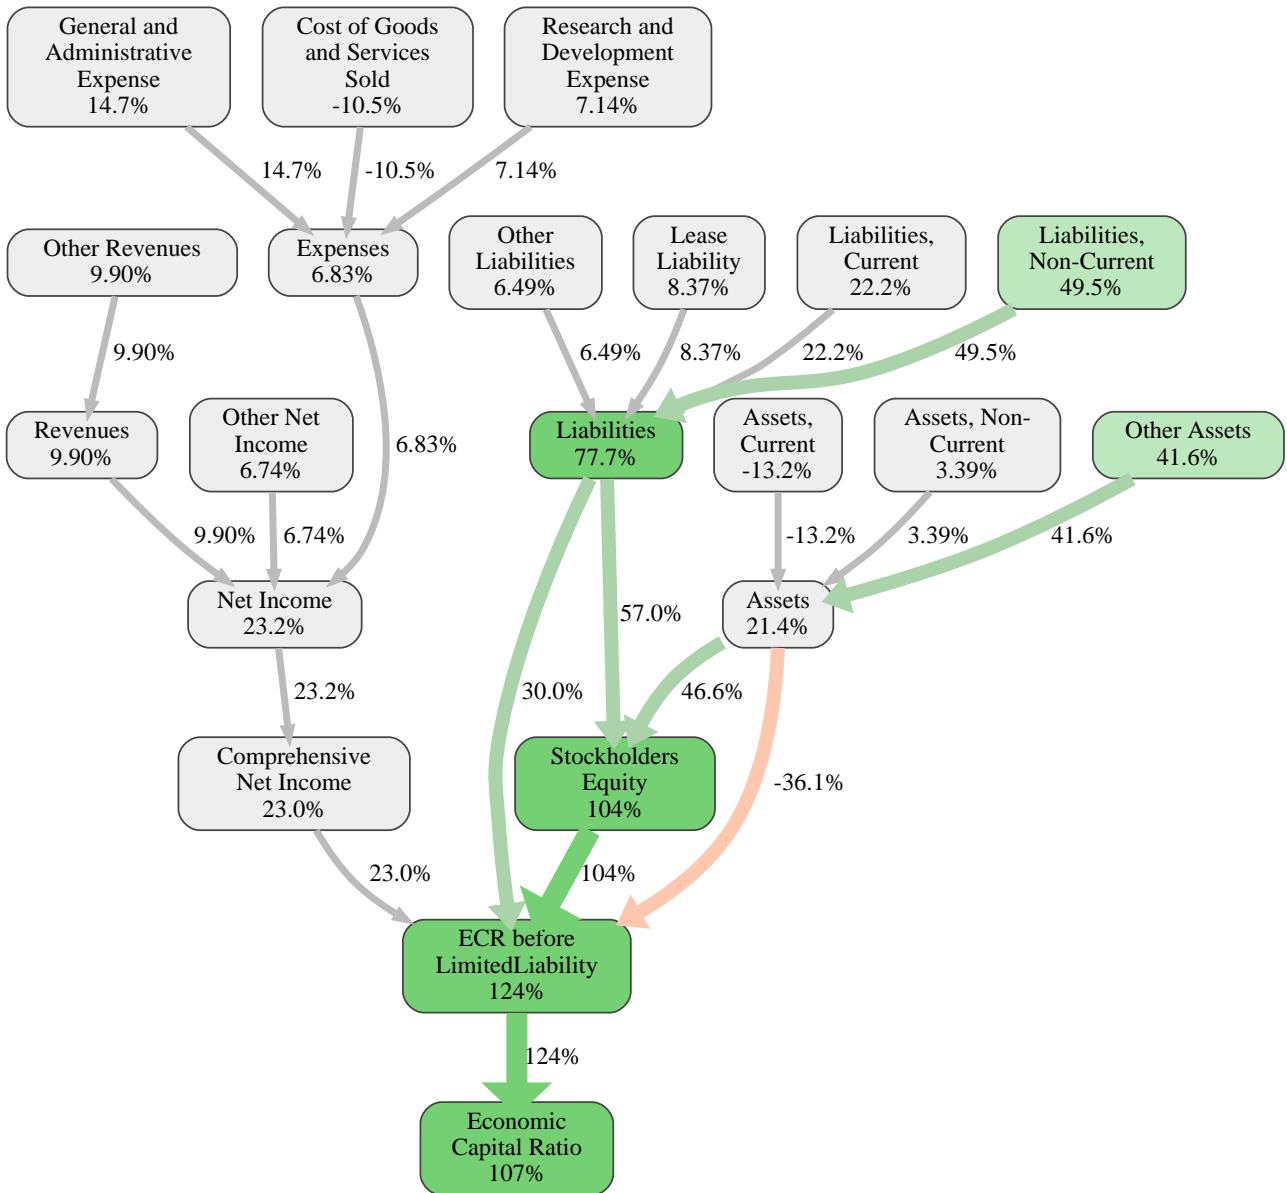 General and
Administrative
Expense
14.7%
Cost of Goods
and Services
Sold
-10.5%
Research and
Development
Expense
7.14%
14.7%
-10.5%
7.14%
Other Revenues
9.90%
Expenses
6.83%
Other
Liabilities
6.49%
Lease
Liability
8.37%
Liabilities,
Current
22.2%
Liabilities,
Non-Current
49.5%
9.90%
6.49%
8.37%
22.2%
49.5%
Revenues
9.90%
Other Net
Income
6.74%
6.83%
Liabilities
77.7%
Assets,
Current
-13.2%
Assets, Non-
Current
3.39%
Other Assets
41.6%
9.90%
6.74%
-13.2%
3.39%
41.6%
Net Income
23.2%
57.0%
Assets
21.4%
23.2%
30.0%
46.6%
Comprehensive
Net Income
23.0%
Stockholders
Equity
104%
-36.1%
23.0%
104%
ECR before
LimitedLiability
124%
124%
Economic
Capital Ratio
107%